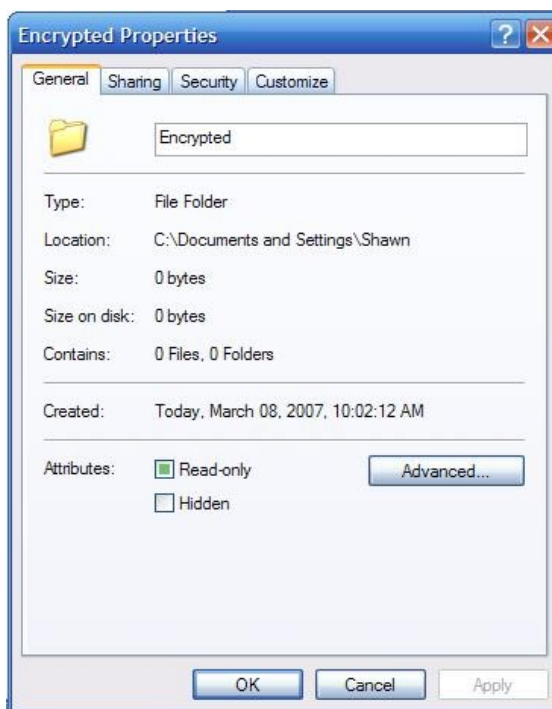 Encrypted Properties
General Sharing Security Customize
Encrypted
Type: File Folder
Location: C:\Documents and Settings\Shawn
Size: 0 bytes
Size on disk: 0 bytes
Contains: 0 Files, 0 Folders
Created: Today, March 08, 2007, 10:02:12 AM
Attributes: Read-only Advanced...
Hidden
OK Cancel Apply